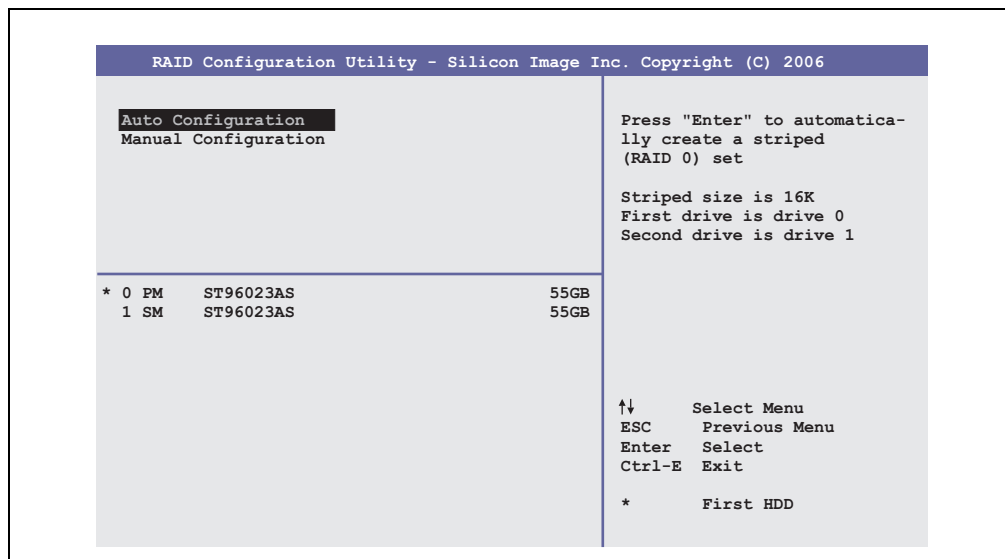 RAID Configuration Utility - Silicon Image Inc. Copyright (C) 2006
Auto Configuration
Manual Configuration
Press "Enter" to automatica-
lly create a striped
(RAID 0) set
Striped size is 16K
First drive is drive 0
Second drive is drive 1
* 0 PM ST96023AS 55GB
1 SM ST96023AS 55GB
↑↓ Select Menu
ESC Previous Menu
Enter Select
Ctrl-E Exit
* First HDD